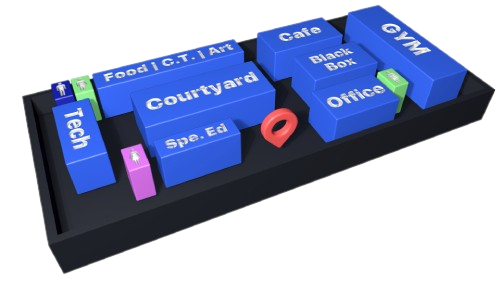 Cafe
GYM
Food | C.T. | Art
Black
Box
Courtyard
Office
Tech
Spe. Ed